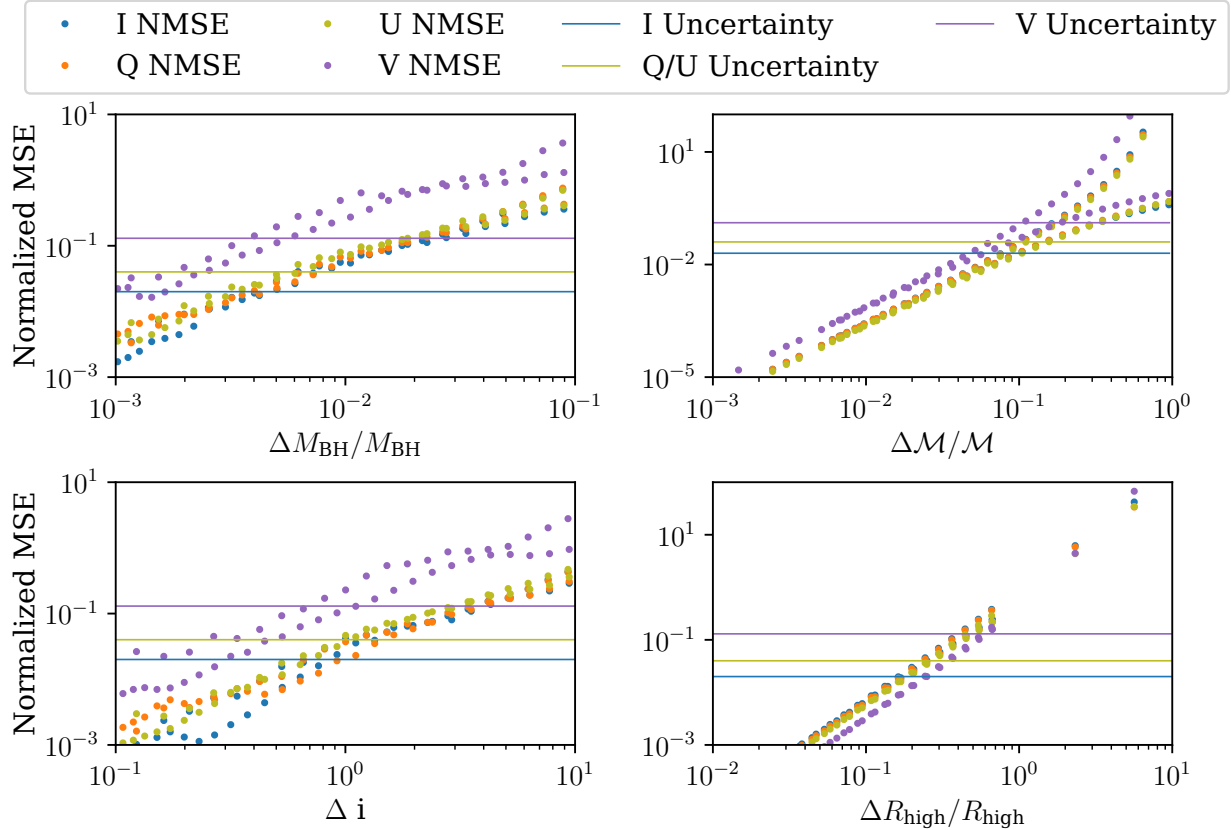 I NMSE U NMSE I Uncertainty V Uncertainty
Q NMSE V NMSE Q/U Uncertainty
Normalized MSE
10^1
10^-1
10^-3
10^-3 10^-2 10^-1
ΔM_BH/M_BH
10^1
10^-2
10^-5
10^-3 10^-2 10^-1 10^0
Δℳ/ℳ
Normalized MSE
10^1
10^-1
10^-3
10^-1 10^0 10^1
Δ i
10^1
10^-1
10^-3
10^-2 10^-1 10^0 10^1
ΔR_high/R_high